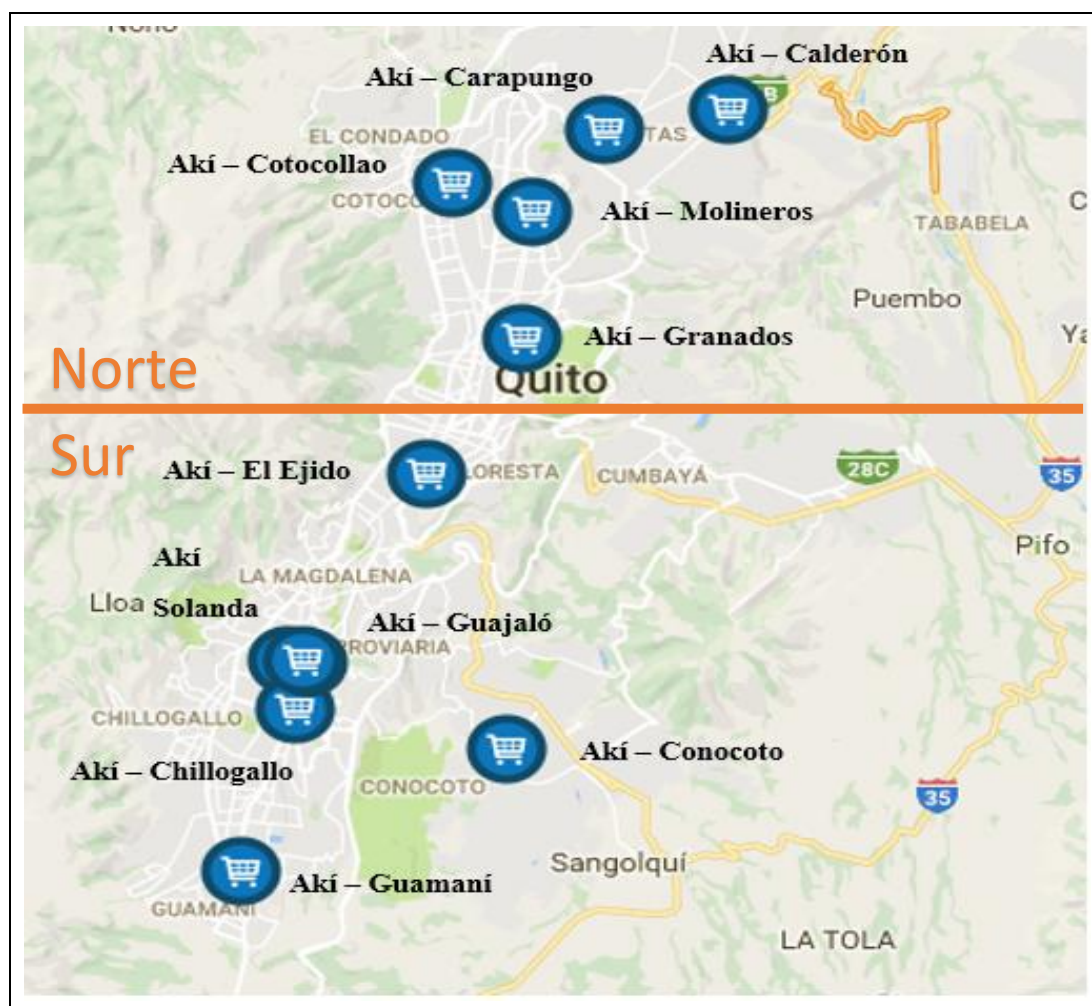 Akí – Calderón
Akí – Carapungo
EL CONDADO
Akí – Cotocollao
Akí – Molineros
TABABELA
Puembo
Akí – Granados
Norte
Quito
Sur
Akí – El Ejido
CUMBAYÁ
28C
35
Pifo
Akí
LA MAGDALENA
Lloa
Solanda
Akí – Guajaló
CHILLOGALLO
Akí – Conocoto
Akí – Chillogallo
CONOCOTO
35
Sangolquí
Akí – Guamaní
GUAMANÍ
LA TOLA